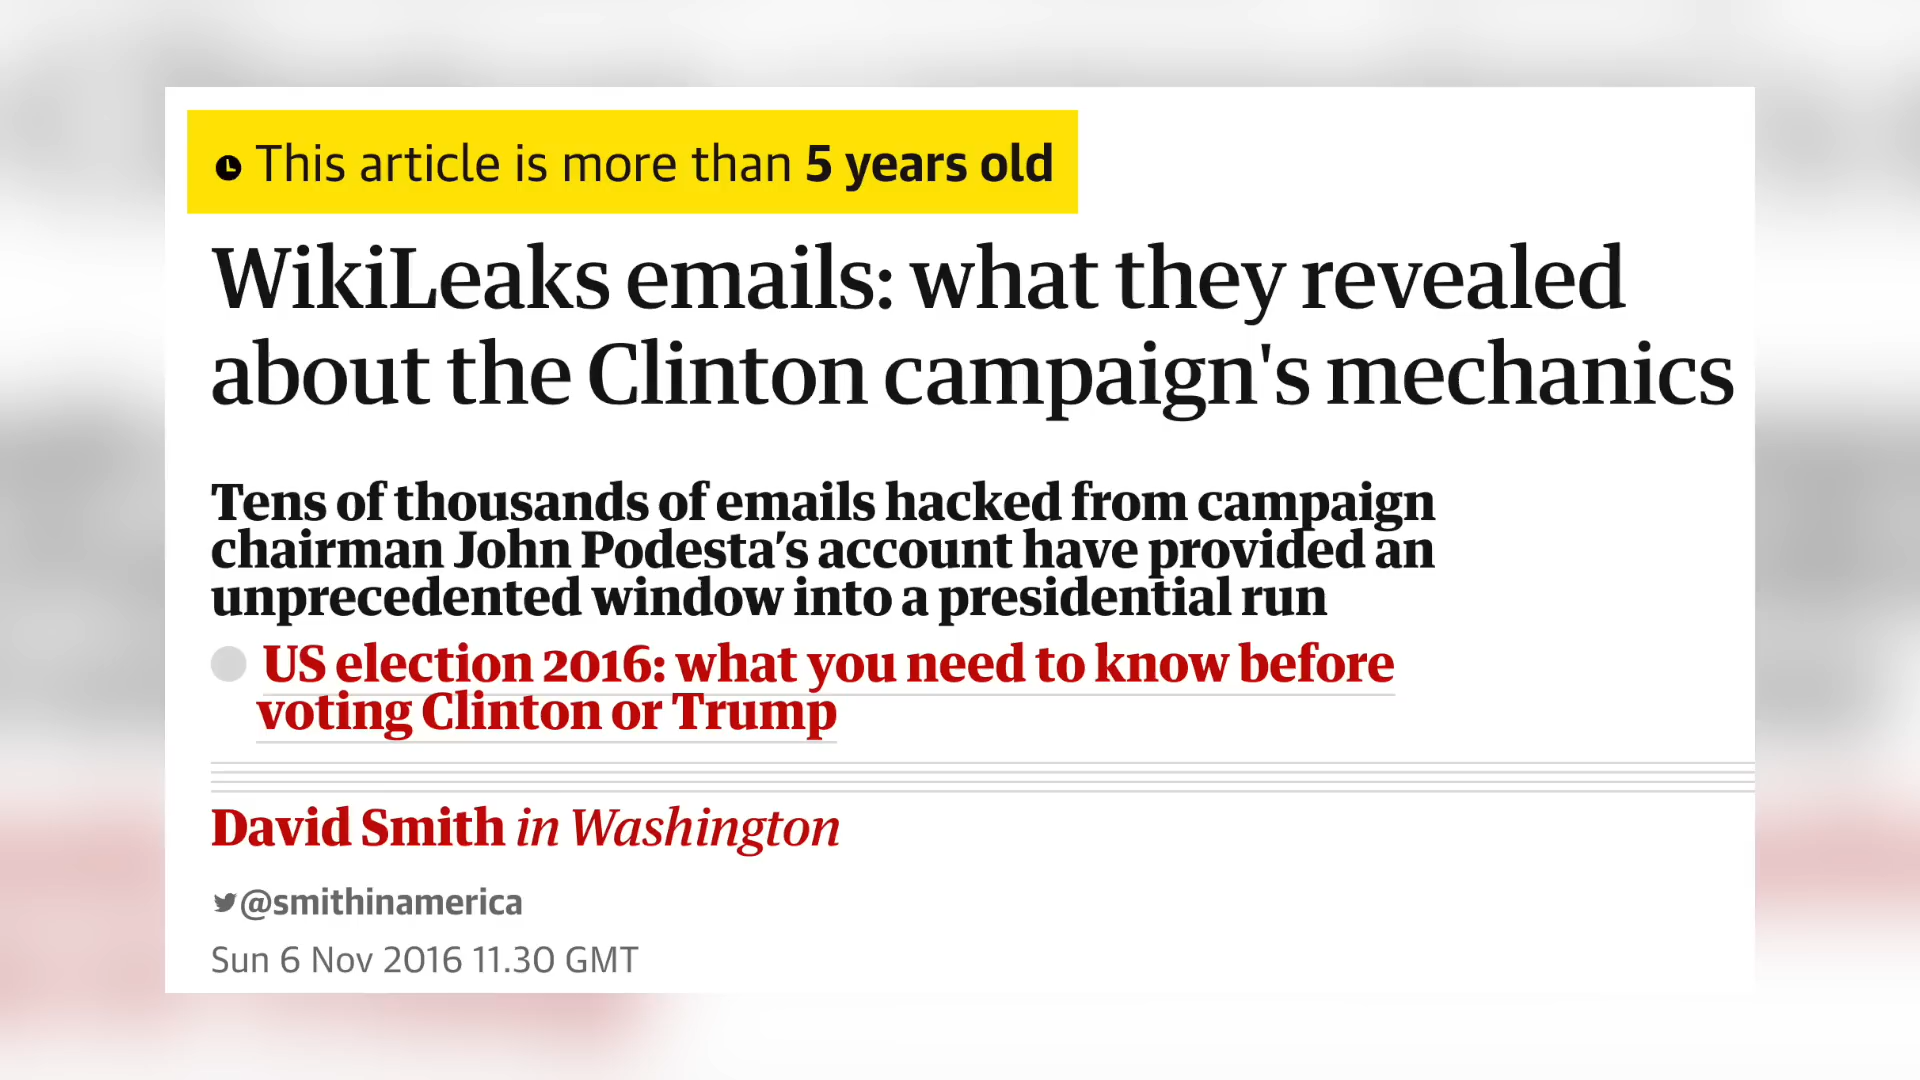 This article is more than 5 years old
WikiLeaks emails: what they revealed
about the Clinton campaign's mechanics
Tens of thousands of emails hacked from campaign
chairman John Podesta’s account have provided an
unprecedented window into a presidential run
US election 2016: what you need to know before
voting Clinton or Trump
David Smith in Washington
@smithinamerica
Sun 6 Nov 2016 11.30 GMT